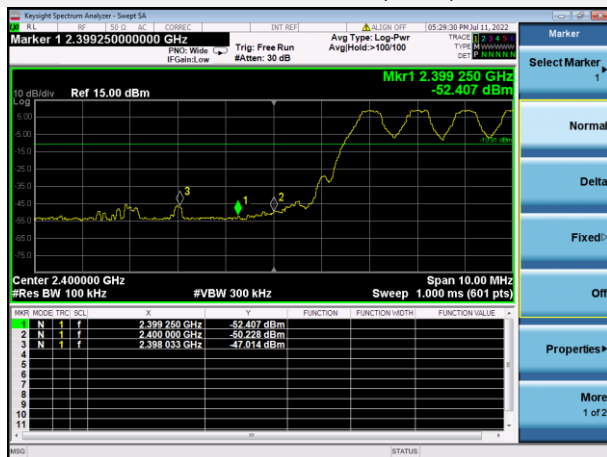 Keysight Spectrum Analyzer - Swept SA
RL RF 50 Ω AC CORREC INT REF ALIGN OFF 05:29:30 PM Jul 11, 2022
Marker 1 2.399250000000 GHz
PNO: Wide
IFGain:Low
Trig: Free Run
#Atten: 30 dB
Avg Type: Log-Pwr
Avg|Hold:>100/100
TRACE 1 2 3 4 5 6
TYPE M WWWWW
DET P NNNNN
Mkr1 2.399 250 GHz
-52.407 dBm
10 dB/div Ref 15.00 dBm
Log
5.00
-5.00
-15.0
-25.0
-35.0
-45.0
-55.0
-65.0
-75.0
3
1
2
Center 2.400000 GHz Span 10.00 MHz
#Res BW 100 kHz #VBW 300 kHz Sweep 1.000 ms (601 pts)
MKR MODE TRC SCL X Y FUNCTION FUNCTION WIDTH FUNCTION VALUE
1 N 1 f 2.399 250 GHz -52.407 dBm
2 N 1 f 2.400 000 GHz -50.228 dBm
3 N 1 f 2.398 033 GHz -47.014 dBm
4
5
6
7
8
9
10
11
MSG STATUS
Marker
Select Marker
1
Normal
Delta
Fixed
Off
Properties
More
1 of 2